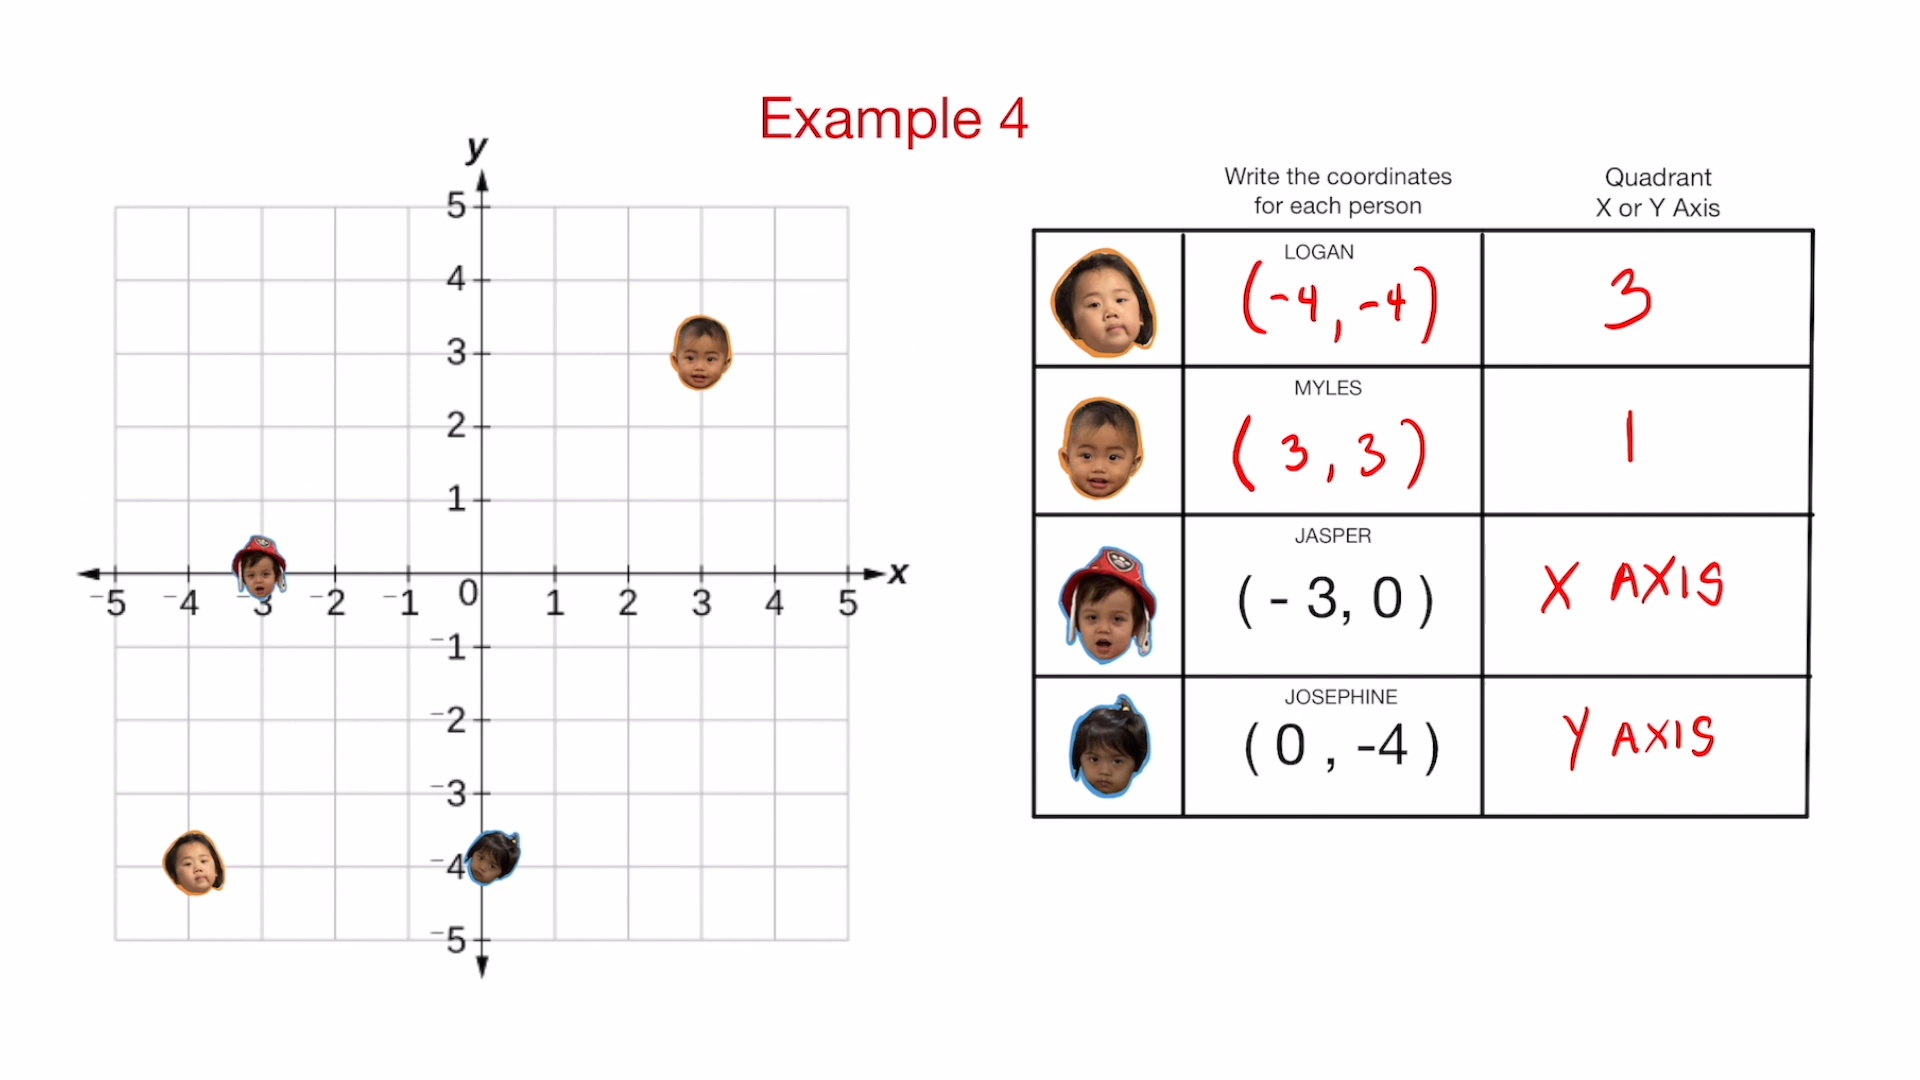 Example 4
y
5
4
3
2
1
-5 -4 -3 -2 -1 0 1 2 3 4 5 x
-1
-2
-3
-4
-5
Write the coordinates
for each person
Quadrant
X or Y Axis
LOGAN
(-4, -4) 3
MYLES
(3, 3) 1
JASPER
( - 3, 0 ) X AXIS
JOSEPHINE
( 0 , -4 ) Y AXIS